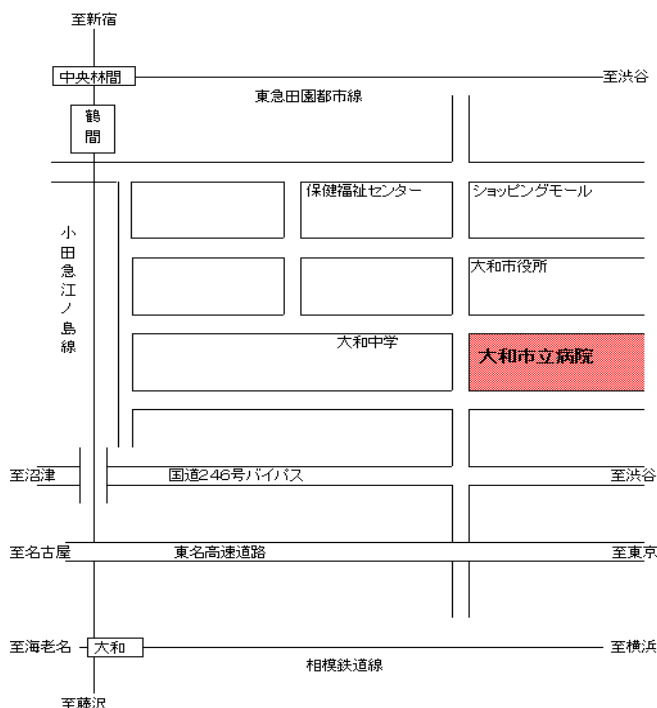 至新宿
中央林間
至渋谷
東急田園都市線
鶴間
保健福祉センター
ショッピングモール
小田急江ノ島線
大和市役所
大和中学
大和市立病院
至沼津
国道246号バイパス
至渋谷
至名古屋
東名高速道路
至東京
至海老名
大和
至横浜
相模鉄道線
至藤沢